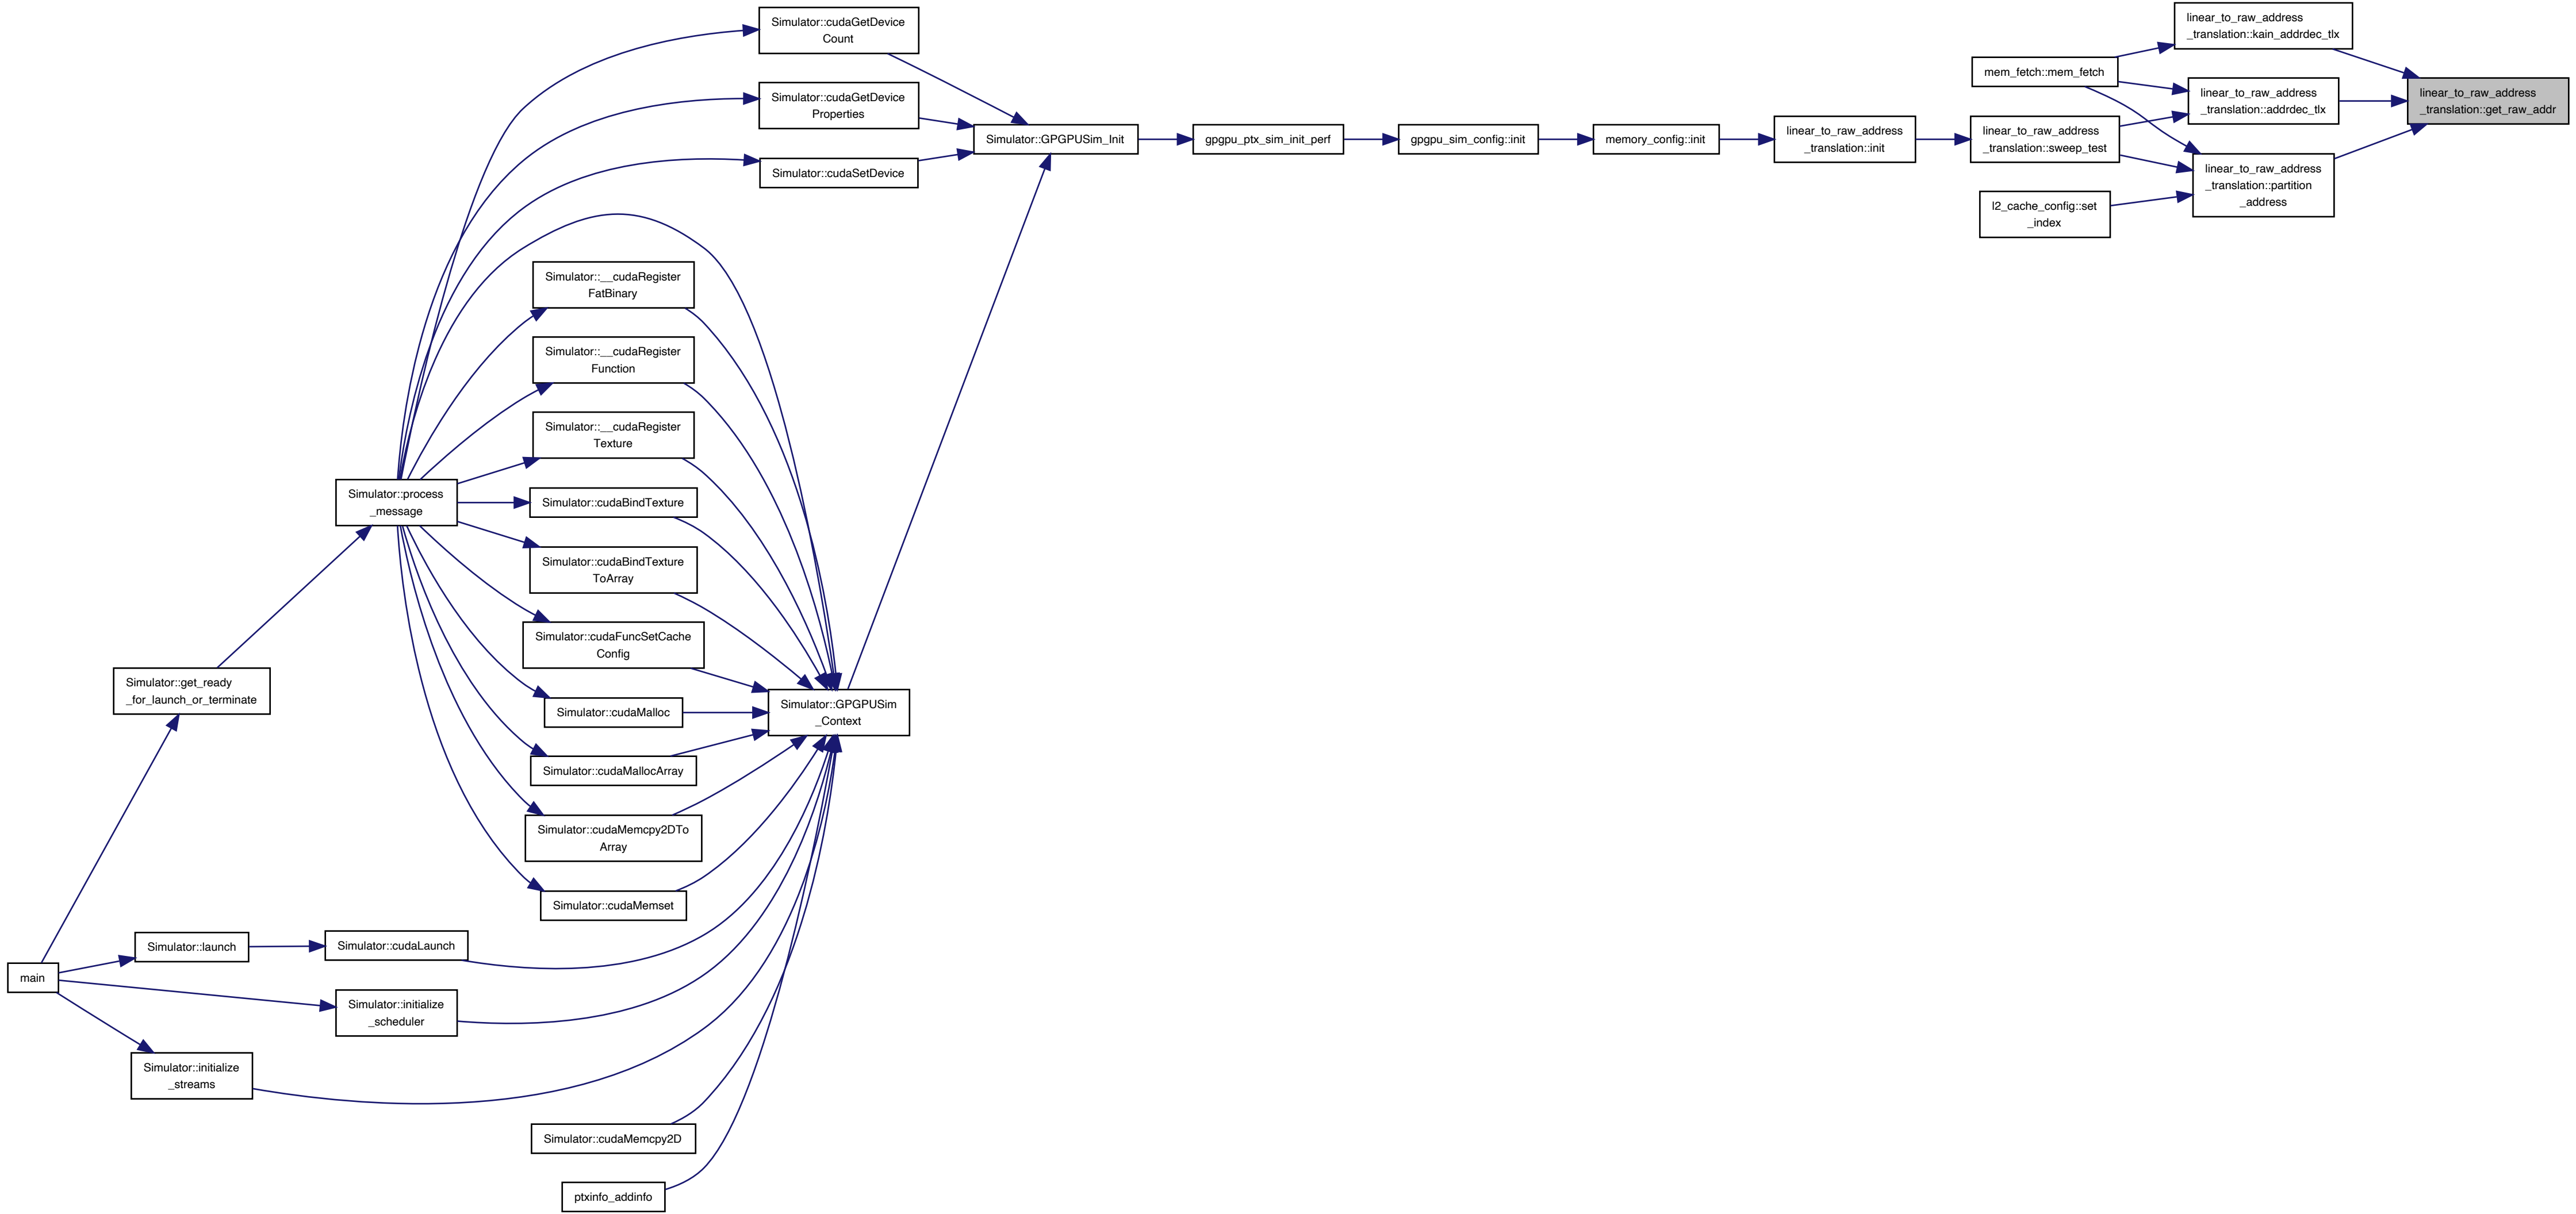 Simulator::cudaGetDevice
Count
Simulator::cudaGetDevice
Properties
Simulator::cudaSetDevice
Simulator::GPGPUSim_Init
gpgpu_ptx_sim_init_perf
gpgpu_sim_config::init
memory_config::init
linear_to_raw_address
_translation::init
linear_to_raw_address
_translation::sweep_test
mem_fetch::mem_fetch
l2_cache_config::set
_index
linear_to_raw_address
_translation::kain_addrdec_tlx
linear_to_raw_address
_translation::addrdec_tlx
linear_to_raw_address
_translation::partition
_address
linear_to_raw_address
_translation::get_raw_addr
Simulator::__cudaRegister
FatBinary
Simulator::__cudaRegister
Function
Simulator::__cudaRegister
Texture
Simulator::process
_message
Simulator::cudaBindTexture
Simulator::cudaBindTexture
ToArray
Simulator::cudaFuncSetCache
Config
Simulator::get_ready
_for_launch_or_terminate
Simulator::cudaMalloc
Simulator::GPGPUSim
_Context
Simulator::cudaMallocArray
Simulator::cudaMemcpy2DTo
Array
Simulator::cudaMemset
Simulator::launch
Simulator::cudaLaunch
main
Simulator::initialize
_scheduler
Simulator::initialize
_streams
Simulator::cudaMemcpy2D
ptxinfo_addinfo